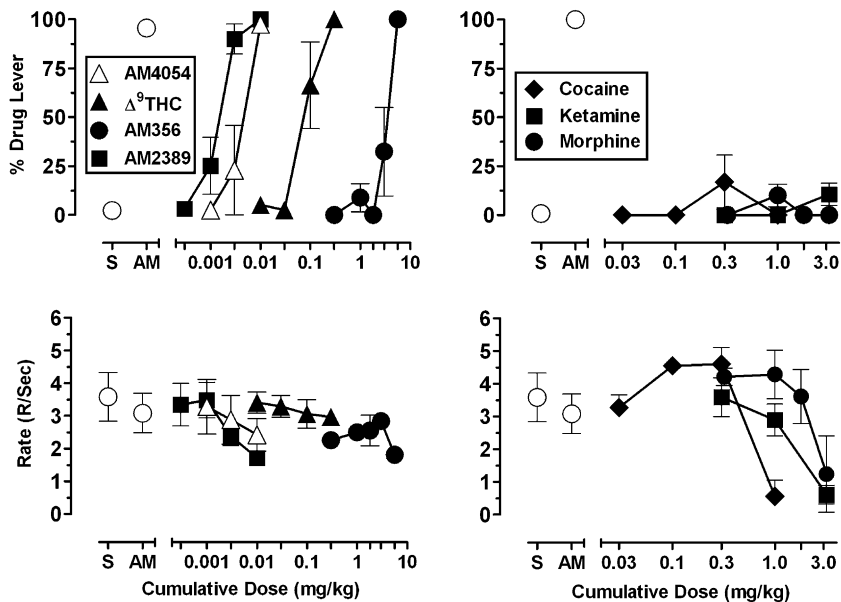 % Drug Lever
100
75
50
25
0
AM4054
Δ⁹THC
AM356
AM2389
S AM 0.001 0.01 0.1 1 10
100
75
50
25
0
Cocaine
Ketamine
Morphine
S AM 0.03 0.1 0.3 1.0 3.0
Rate (R/Sec)
6
5
4
3
2
1
0
S AM 0.001 0.01 0.1 1 10
Cumulative Dose (mg/kg)
6
5
4
3
2
1
0
S AM 0.03 0.1 0.3 1.0 3.0
Cumulative Dose (mg/kg)